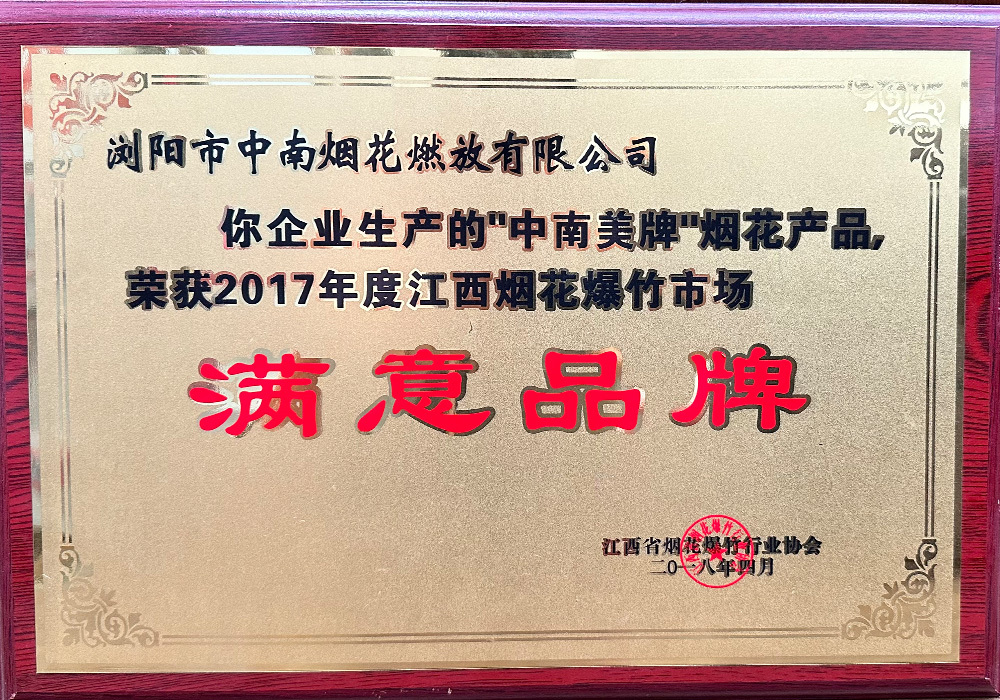 浏阳市中南烟花燃放有限公司
你企业生产的"中南美牌"烟花产品,
荣获2017年度江西烟花爆竹市场
满意品牌
江西省烟花爆竹行业协会
二〇一八年四月